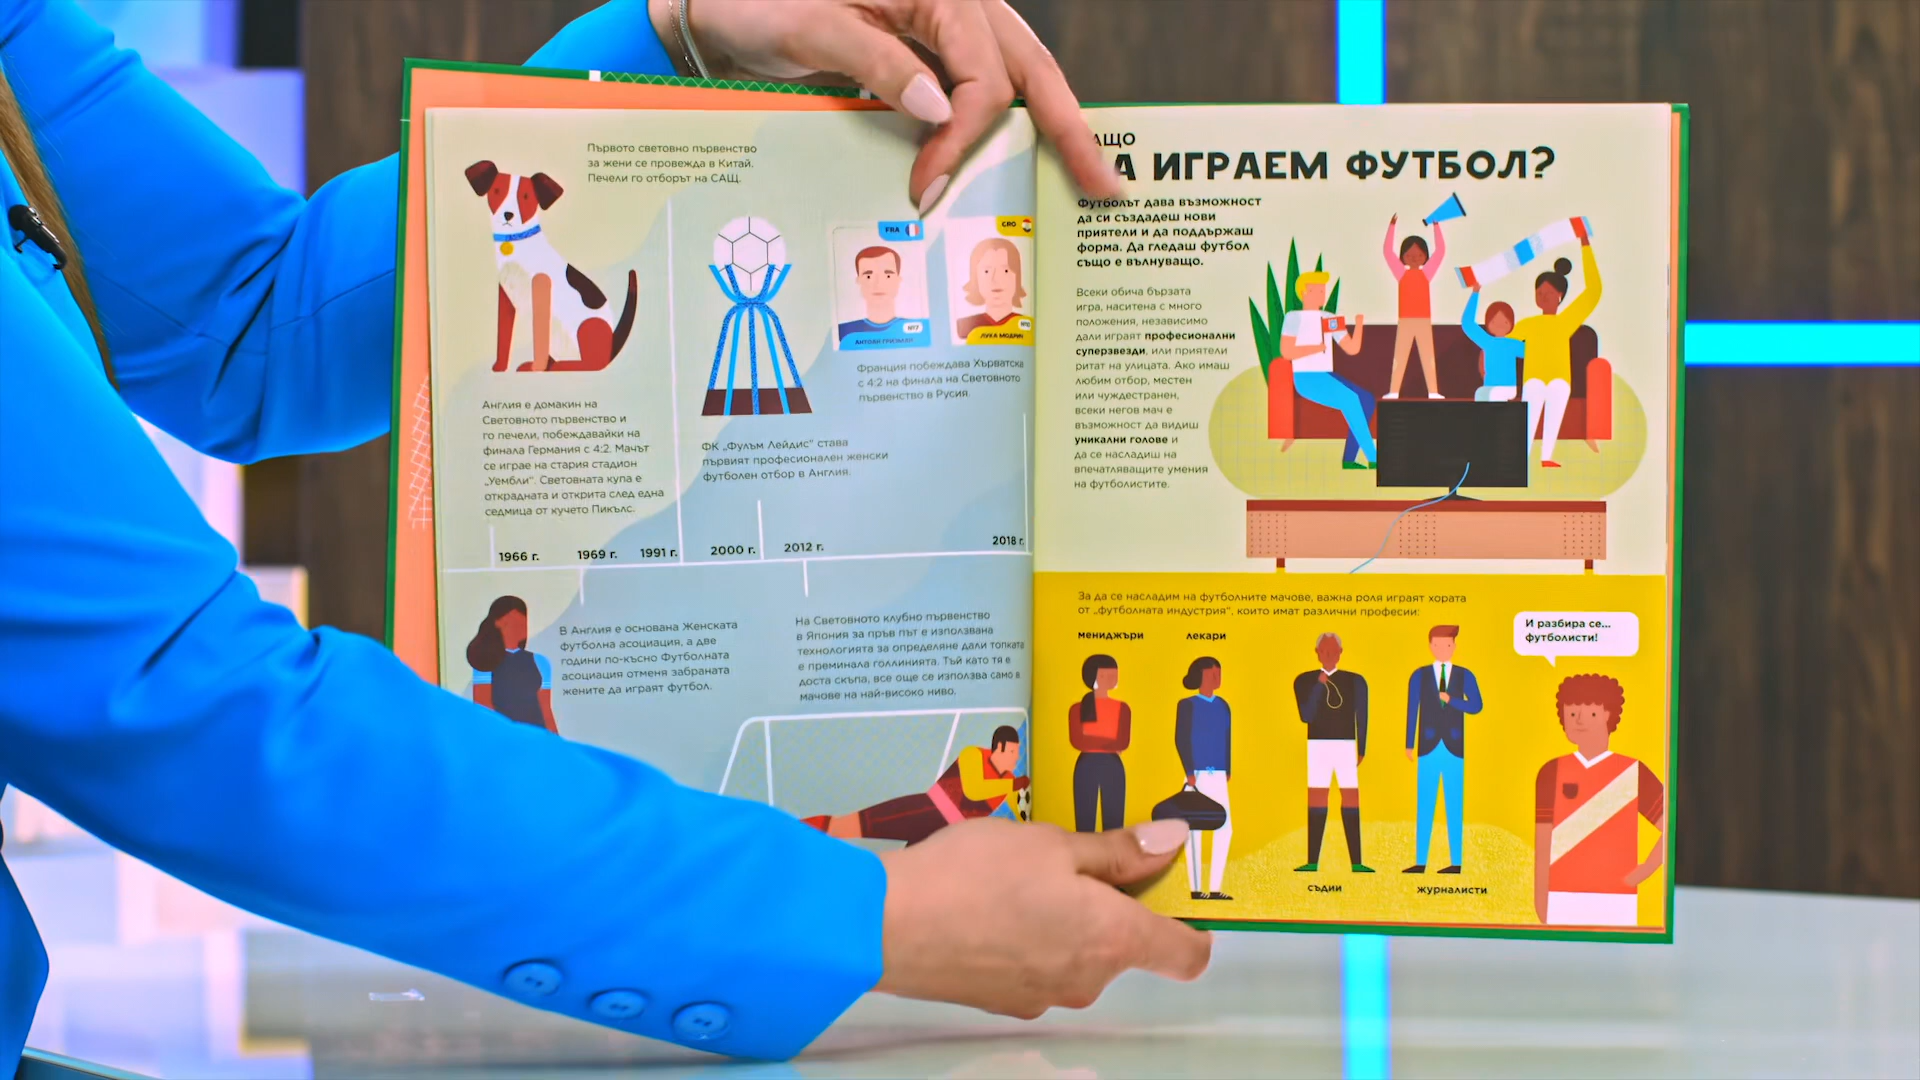 Първото световно първенство
за жени се провежда в Китай.
Печели го отборът на САЩ.
FRA
№7
АНТОАН ГРИЗМАН
CRO
№10
ЛУКА МОДРИЧ
Франция побеждава Хърватска
с 4:2 на финала на Световното
първенство в Русия.
Англия е домакин на
Световното първенство и
го печели, побеждавайки на
финала Германия с 4:2. Мачът
се играе на стария стадион
„Уембли“. Световната купа е
открадната и открита след една
седмица от кучето Пикълс.
ФК „Фулъм Лейдис“ става
първият професионален женски
футболен отбор в Англия.
1966 г.
1969 г.
1991 г.
2000 г.
2012 г.
2018 г.
В Англия е основана Женската
футболна асоциация, а две
години по-късно Футболната
асоциация отменя забраната
жените да играят футбол.
На Световното клубно първенство
в Япония за пръв път е използвана
технологията за определяне дали топката
е преминала голлинията. Тъй като тя е
доста скъпа, все още се използва само в
мачове на най-високо ниво.
АЩО
А ИГРАЕМ ФУТБОЛ?
Футболът дава възможност
да си създадеш нови
приятели и да поддържаш
форма. Да гледаш футбол
също е вълнуващо.
Всеки обича бързата
игра, наситена с много
положения, независимо
дали играят професионални
суперзвезди, или приятели
ритат на улицата. Ако имаш
любим отбор, местен
или чуждестранен,
всеки негов мач е
възможност да видиш
уникални голове и
да се насладиш на
впечатляващите умения
на футболистите.
За да се насладим на футболните мачове, важна роля играят хората
от „футболната индустрия“, които имат различни професии:
мениджъри
лекари
И разбира се...
футболисти!
съдии
журналисти